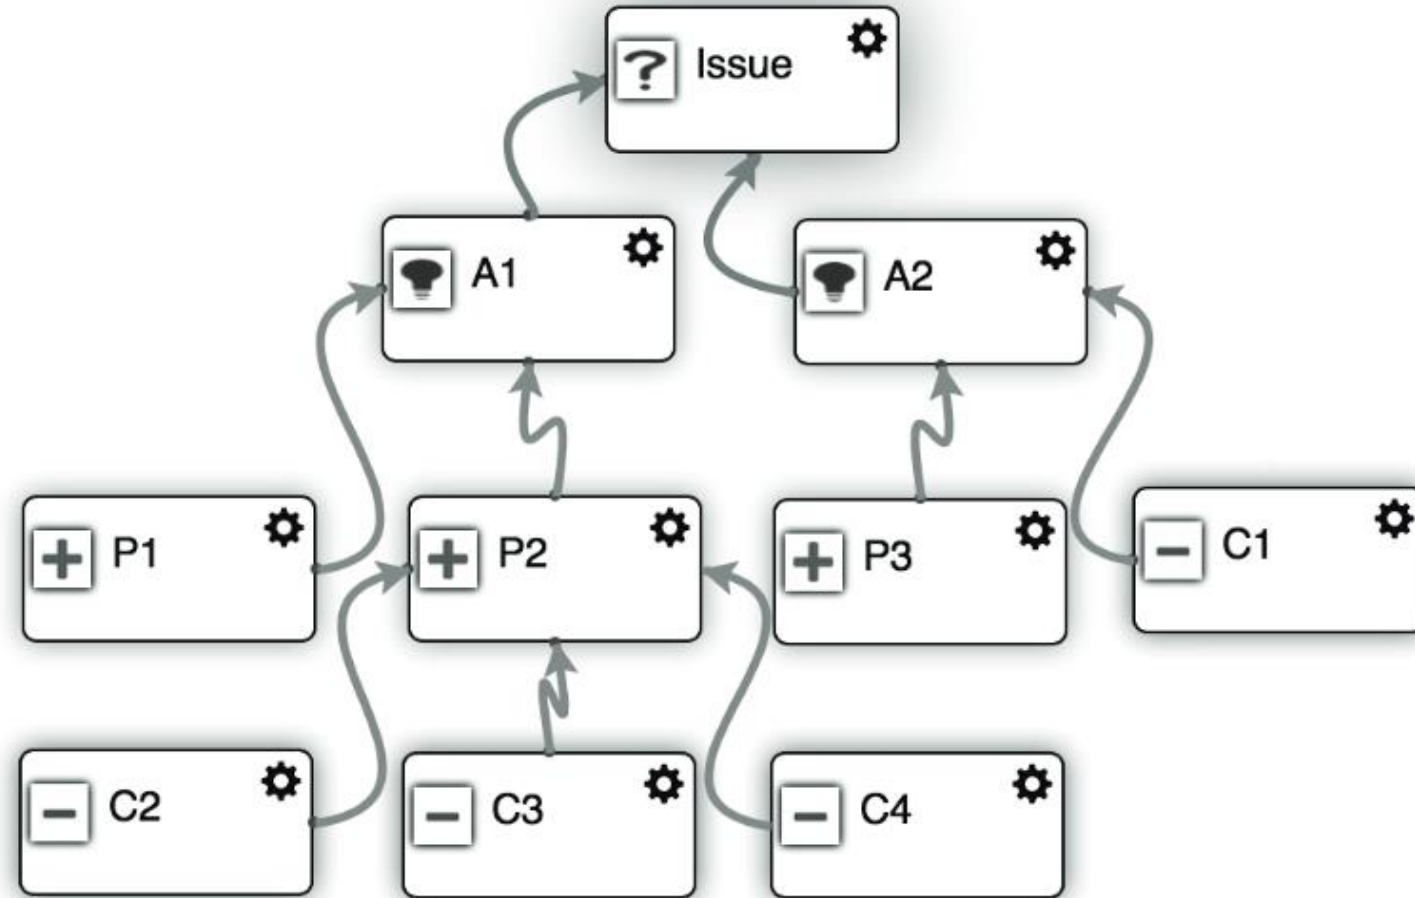 ? Issue
A1
A2
+ P1
+ P2
+ P3
− C1
− C2
− C3
− C4